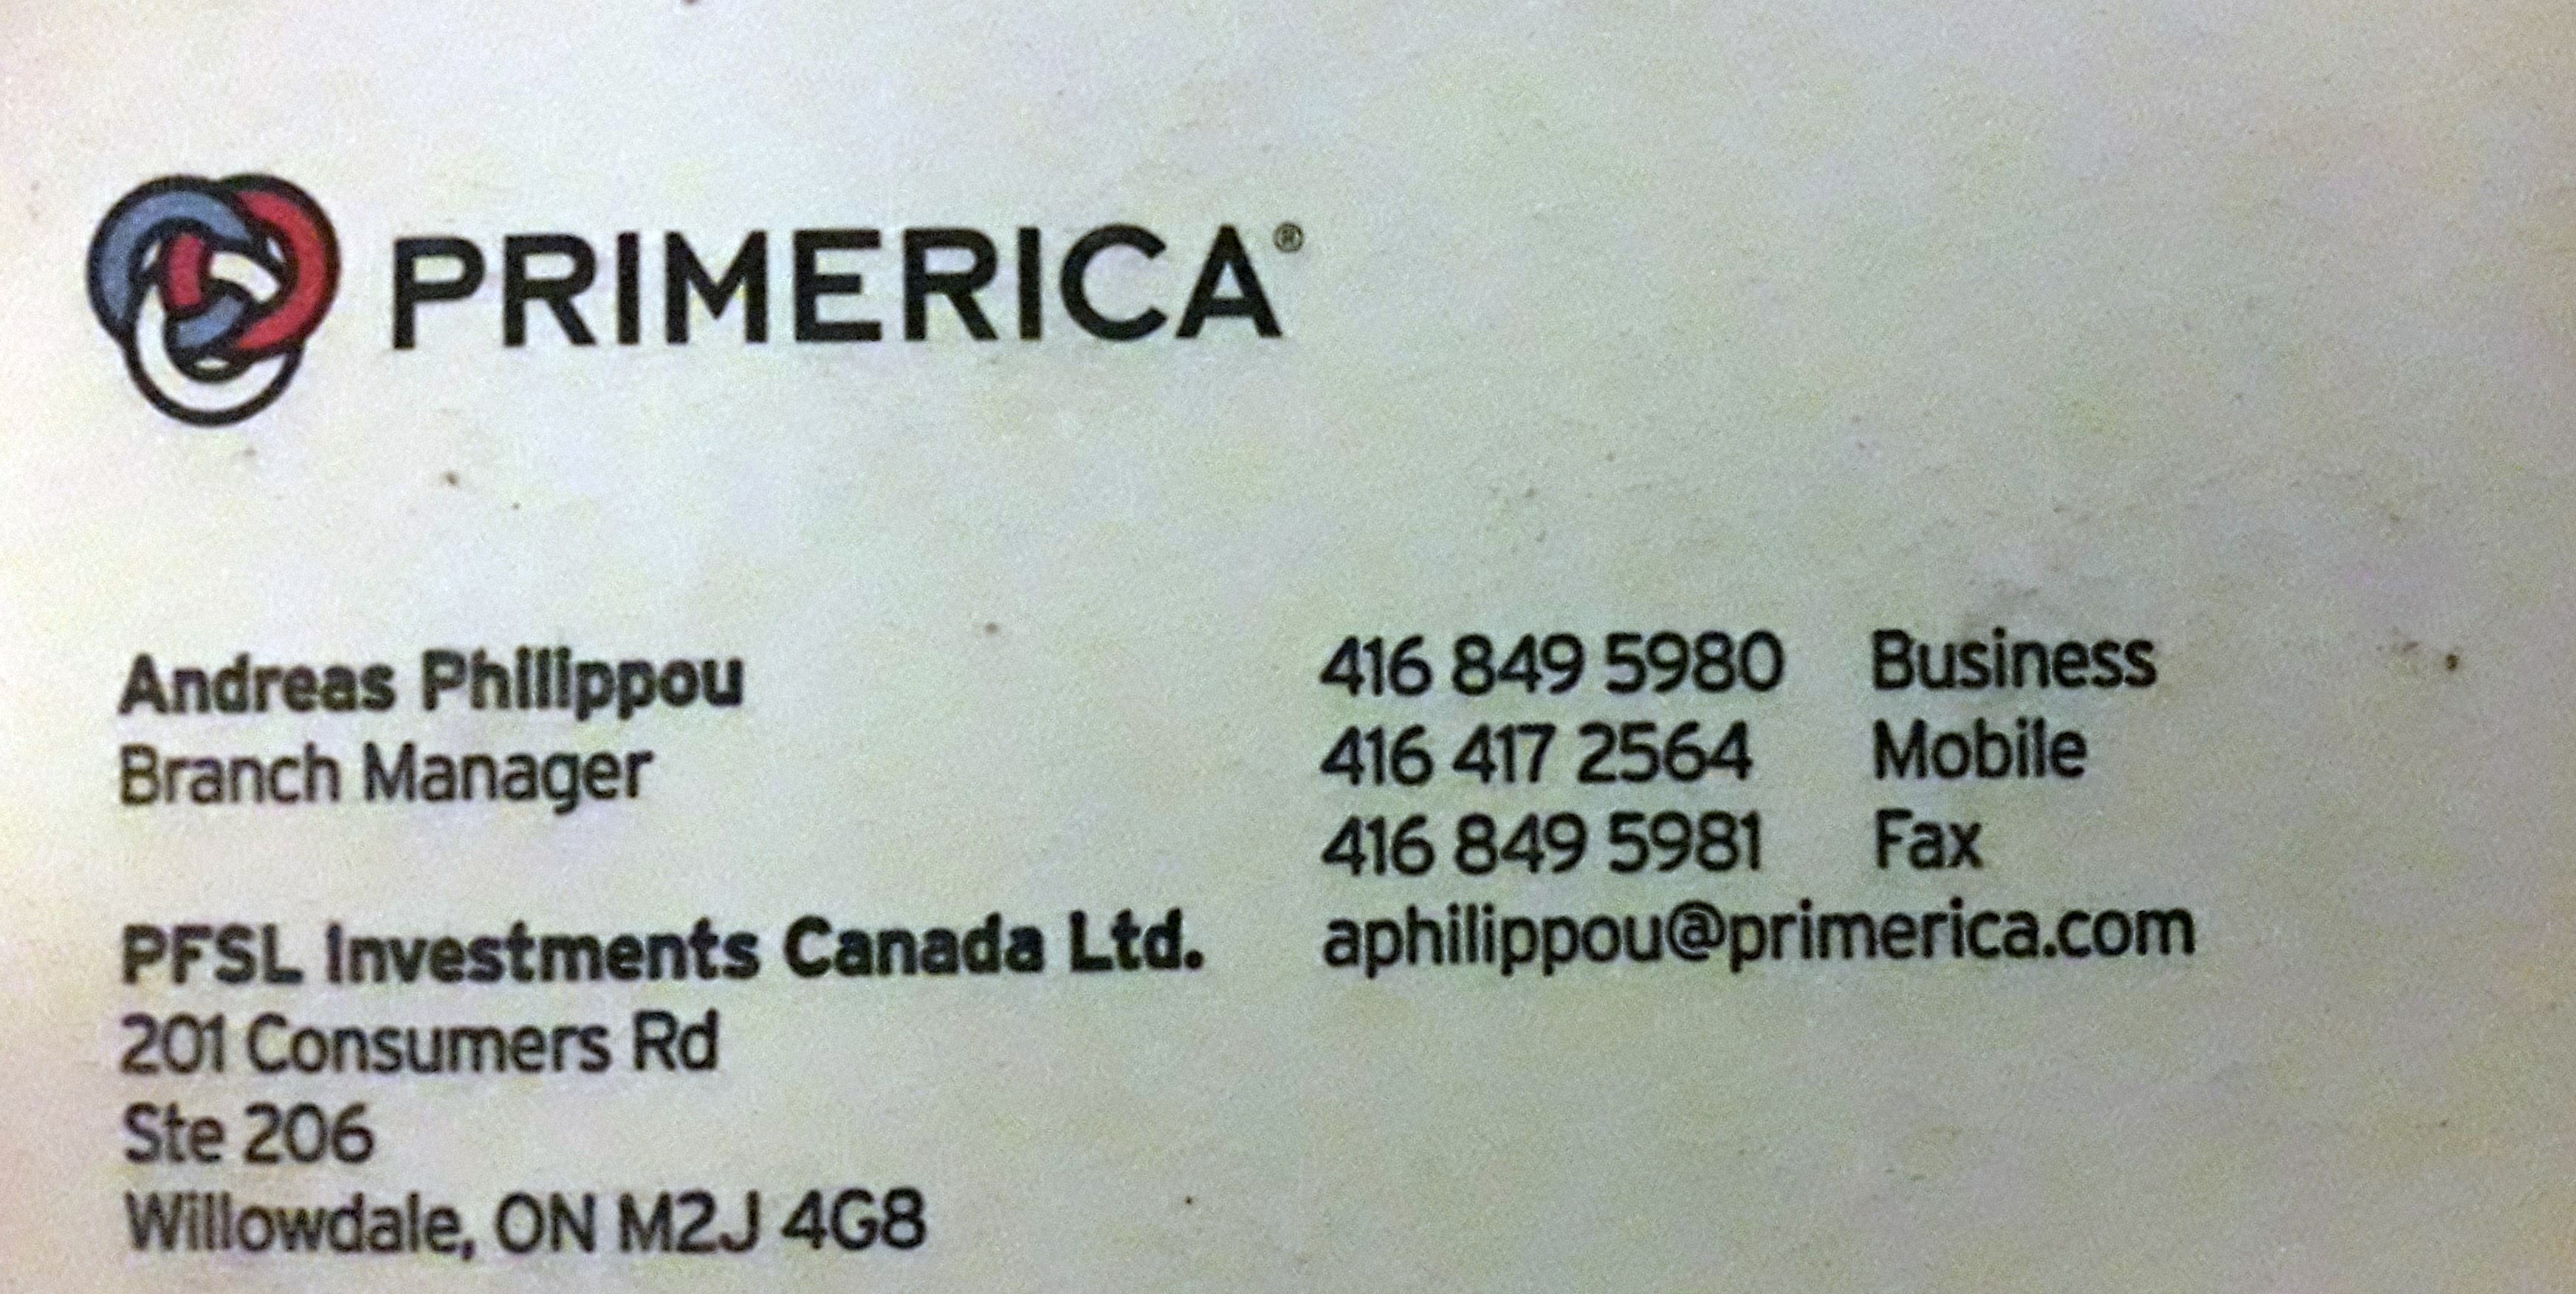 PRIMERICA®
Andreas Philippou
Branch Manager
PFSL Investments Canada Ltd.
201 Consumers Rd
Ste 206
Willowdale, ON M2J 4G8
416 849 5980 Business
416 417 2564 Mobile
416 849 5981 Fax
aphilippou@primerica.com